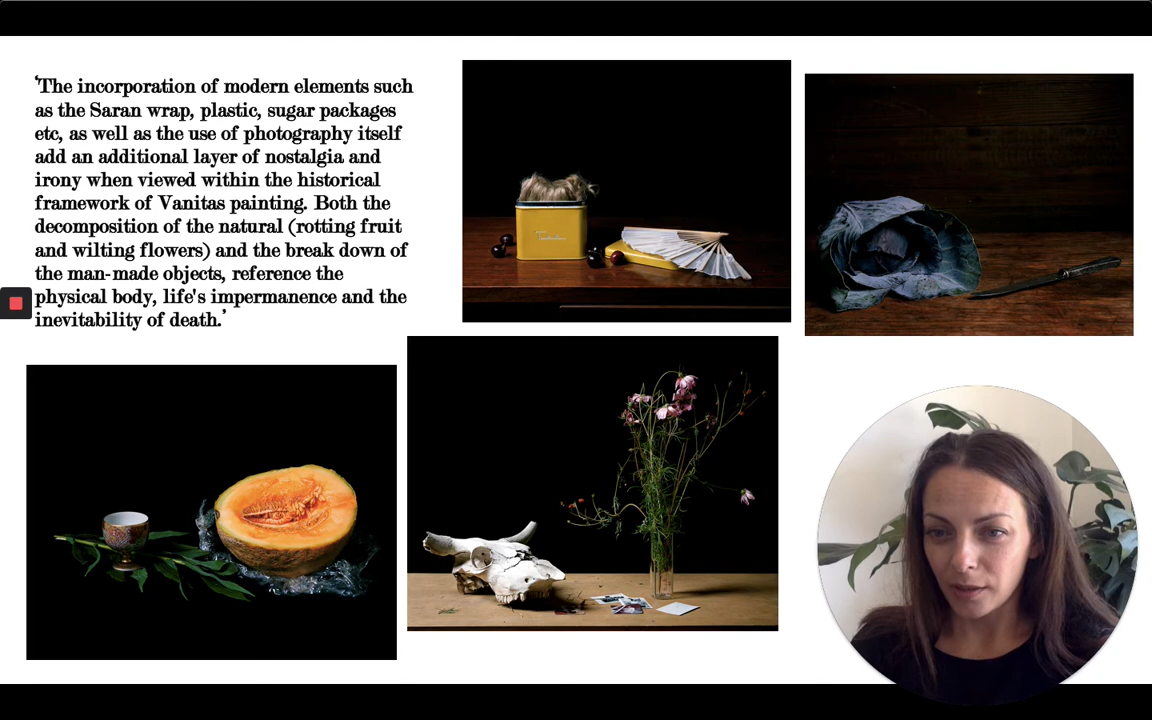 ‘The incorporation of modern elements such
as the Saran wrap, plastic, sugar packages
etc, as well as the use of photography itself
add an additional layer of nostalgia and
irony when viewed within the historical
framework of Vanitas painting. Both the
decomposition of the natural (rotting fruit
and wilting flowers) and the break down of
the man-made objects, reference the
physical body, life's impermanence and the
inevitability of death.’